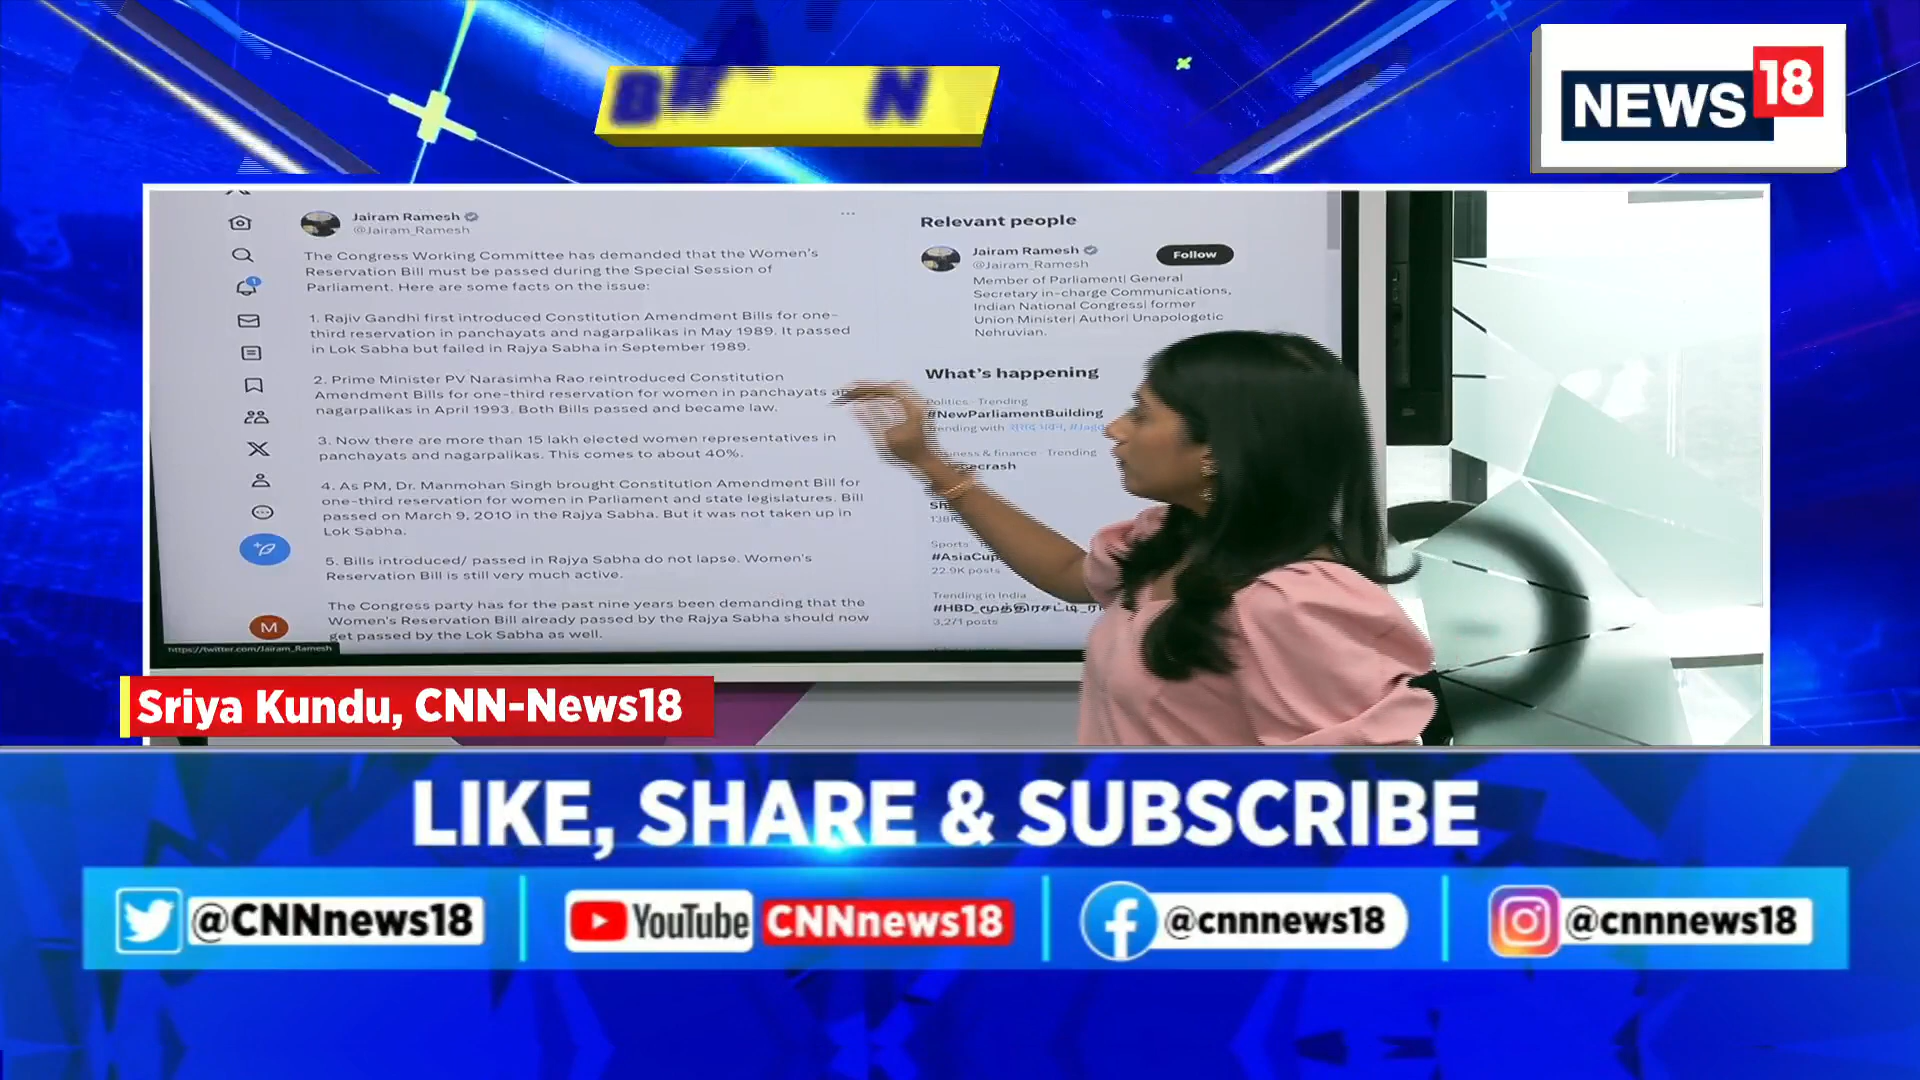 NEWS 18
Jairam Ramesh
@Jairam_Ramesh
The Congress Working Committee has demanded that the Women's
Reservation Bill must be passed during the Special Session of
Parliament. Here are some facts on the issue:
1. Rajiv Gandhi first introduced Constitution Amendment Bills for one-
third reservation in panchayats and nagarpalikas in May 1989. It passed
in Lok Sabha but failed in Rajya Sabha in September 1989.
2. Prime Minister PV Narasimha Rao reintroduced Constitution
Amendment Bills for one-third reservation for women in panchayats
nagarpalikas in April 1993. Both Bills passed and became law.
3. Now there are more than 15 lakh elected women representatives in
panchayats and nagarpalikas. This comes to about 40%.
4. As PM, Dr. Manmohan Singh brought Constitution Amendment Bill for
one-third reservation for women in Parliament and state legislatures. Bill
passed on March 9, 2010 in the Rajya Sabha. But it was not taken up in
Lok Sabha.
5. Bills introduced/ passed in Rajya Sabha do not lapse. Women's
Reservation Bill is still very much active.
The Congress party has for the past nine years been demanding that the
Women's Reservation Bill already passed by the Rajya Sabha should now
get passed by the Lok Sabha as well.
M
https://twitter.com/Jairam_Ramesh
Relevant people
Jairam Ramesh
@Jairam_Ramesh
Follow
Member of Parliament| General
Secretary in-charge Communications,
Indian National Congress| former
Union Minister| Author| Unapologetic
Nehruvian.
What's happening
Politics · Trending
#NewParliamentBuilding
Trending with
& finance · Trending
Sports
#AsiaCup
22.9K posts
Trending in India
3,271 posts
Sriya Kundu, CNN-News18
LIKE, SHARE & SUBSCRIBE
@CNNnews18
YouTube CNNnews18
@cnnnews18
@cnnnews18